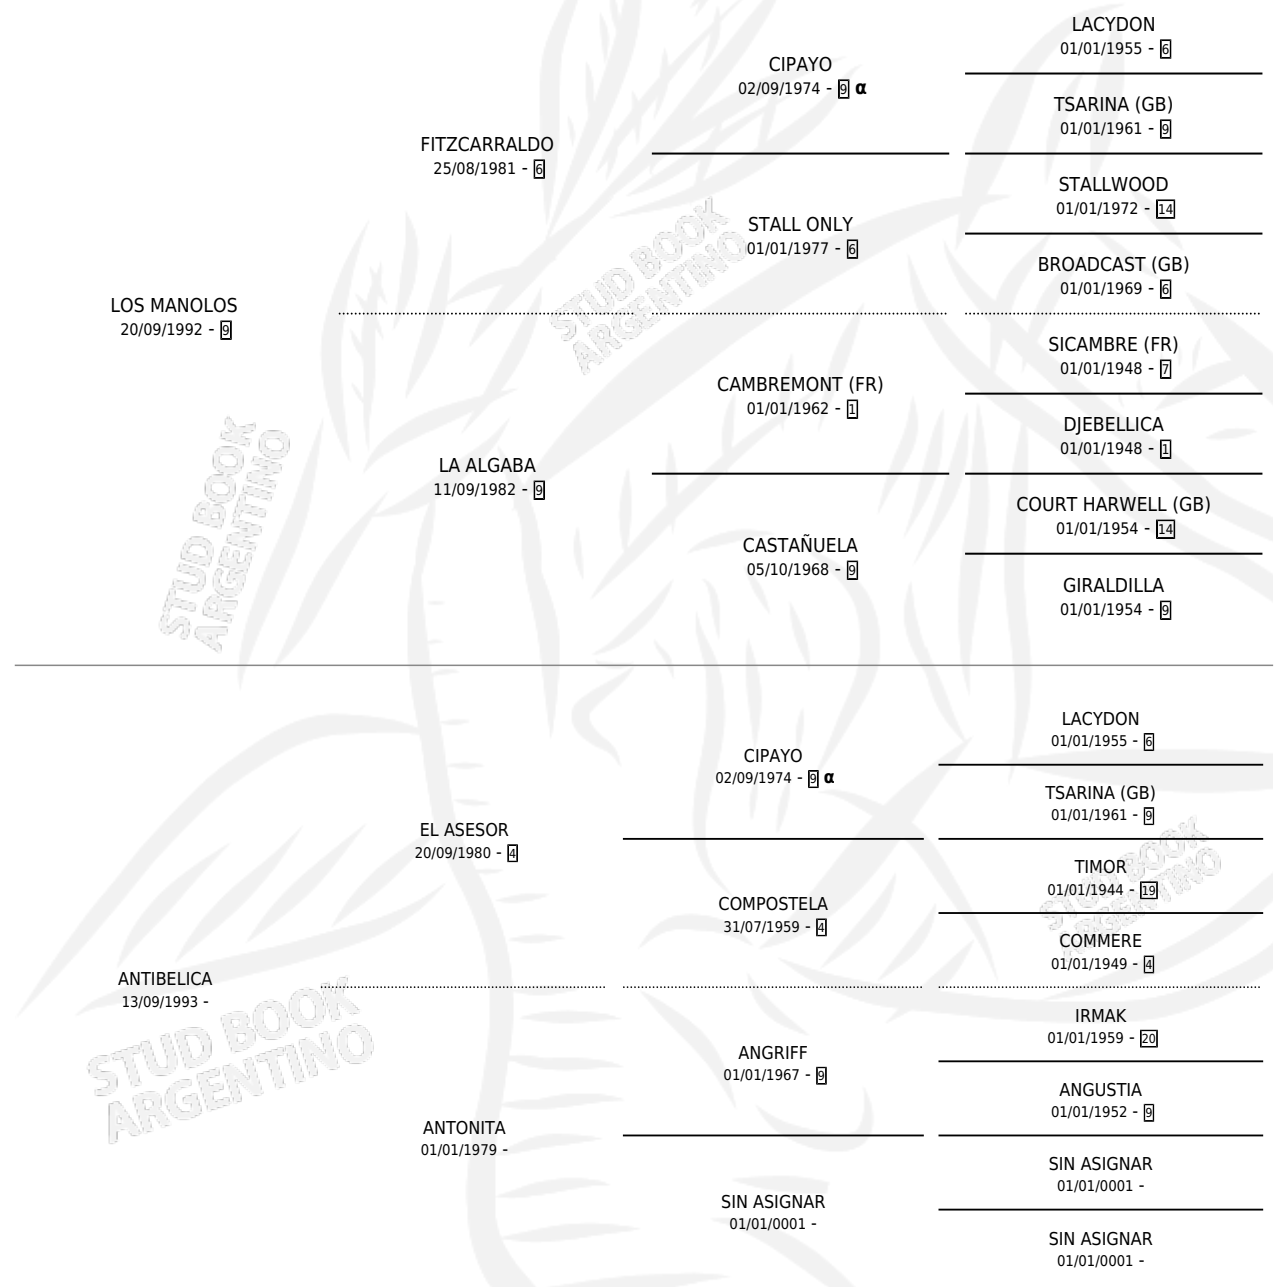 LACYDON
01/01/1955 - 6
CIPAYO
02/09/1974 - 9 α
TSARINA (GB)
01/01/1961 - 9
FITZCARRALDO
25/08/1981 - 6
STALLWOOD
01/01/1972 - 14
STALL ONLY
01/01/1977 - 6
BROADCAST (GB)
01/01/1969 - 6
LOS MANOLOS
20/09/1992 - 9
SICAMBRE (FR)
01/01/1948 - 7
CAMBREMONT (FR)
01/01/1962 - 1
DJEBELLICA
01/01/1948 - 1
LA ALGABA
11/09/1982 - 9
COURT HARWELL (GB)
01/01/1954 - 14
CASTAÑUELA
05/10/1968 - 9
GIRALDILLA
01/01/1954 - 9
LACYDON
01/01/1955 - 6
CIPAYO
02/09/1974 - 9 α
TSARINA (GB)
01/01/1961 - 9
EL ASESOR
20/09/1980 - 4
TIMOR
01/01/1944 - 19
COMPOSTELA
31/07/1959 - 4
COMMERE
01/01/1949 - 4
ANTIBELICA
13/09/1993 -
IRMAK
01/01/1959 - 20
ANGRIFF
01/01/1967 - 9
ANGUSTIA
01/01/1952 - 9
ANTONITA
01/01/1979 -
SIN ASIGNAR
01/01/0001 -
SIN ASIGNAR
01/01/0001 -
SIN ASIGNAR
01/01/0001 -
STUD BOOK
ARGENTINO
STUD BOOK
ARGENTINO
STUD BOOK
ARGENTINO
STUD BOOK
ARGENTINO